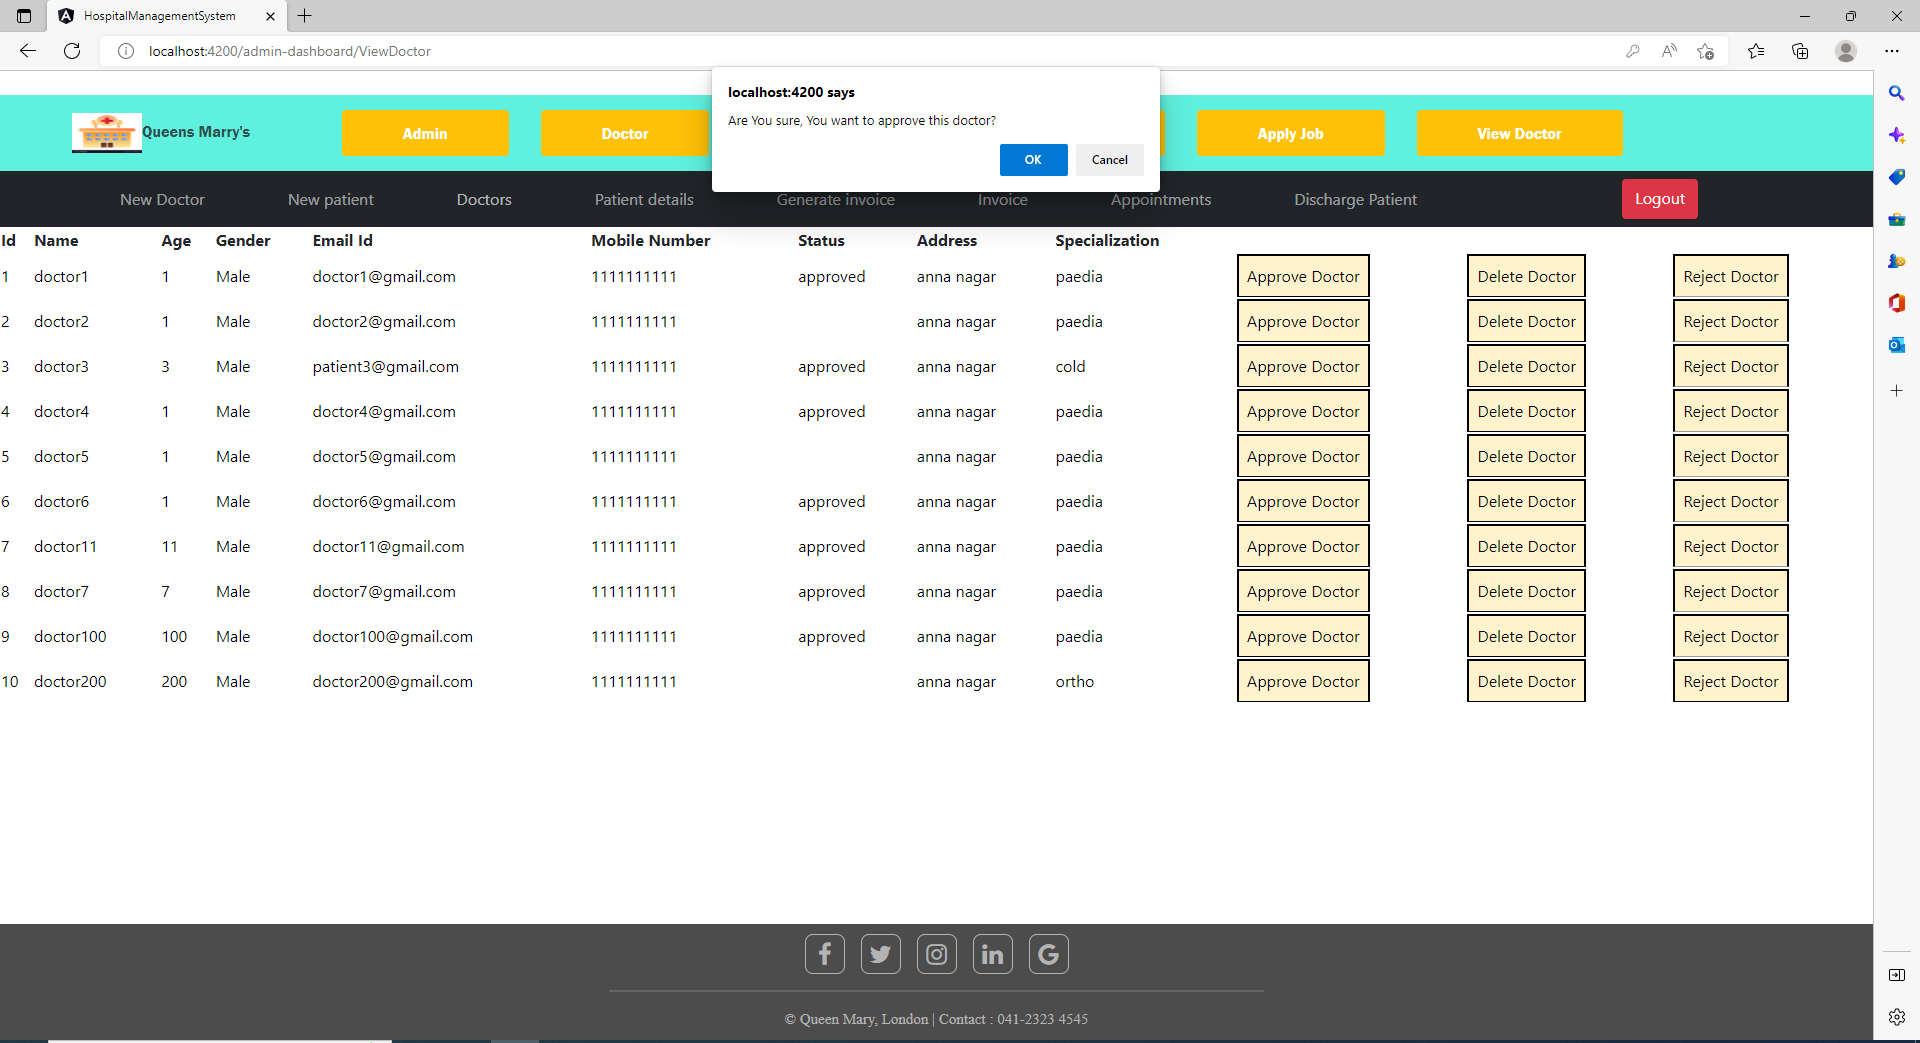 HospitalManagementSystem
localhost:4200/admin-dashboard/ViewDoctor
localhost:4200 says
Are You sure, You want to approve this doctor?
OK Cancel
Queens Marry's Admin Doctor Apply Job View Doctor
New Doctor New patient Doctors Patient details Generate invoice Invoice Appointments Discharge Patient Logout
Id Name Age Gender Email Id Mobile Number Status Address Specialization
1 doctor1 1 Male doctor1@gmail.com 1111111111 approved anna nagar paedia Approve Doctor Delete Doctor Reject Doctor
2 doctor2 1 Male doctor2@gmail.com 1111111111 anna nagar paedia Approve Doctor Delete Doctor Reject Doctor
3 doctor3 3 Male patient3@gmail.com 1111111111 approved anna nagar cold Approve Doctor Delete Doctor Reject Doctor
4 doctor4 1 Male doctor4@gmail.com 1111111111 approved anna nagar paedia Approve Doctor Delete Doctor Reject Doctor
5 doctor5 1 Male doctor5@gmail.com 1111111111 anna nagar paedia Approve Doctor Delete Doctor Reject Doctor
6 doctor6 1 Male doctor6@gmail.com 1111111111 approved anna nagar paedia Approve Doctor Delete Doctor Reject Doctor
7 doctor11 11 Male doctor11@gmail.com 1111111111 approved anna nagar paedia Approve Doctor Delete Doctor Reject Doctor
8 doctor7 7 Male doctor7@gmail.com 1111111111 approved anna nagar paedia Approve Doctor Delete Doctor Reject Doctor
9 doctor100 100 Male doctor100@gmail.com 1111111111 approved anna nagar paedia Approve Doctor Delete Doctor Reject Doctor
10 doctor200 200 Male doctor200@gmail.com 1111111111 anna nagar ortho Approve Doctor Delete Doctor Reject Doctor
© Queen Mary, London | Contact : 041-2323 4545